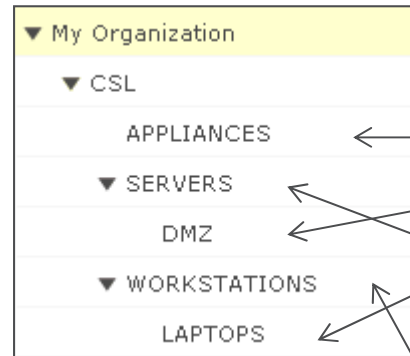 My Organization
CSL
APPLIANCES
SERVERS
DMZ
WORKSTATIONS
LAPTOPS